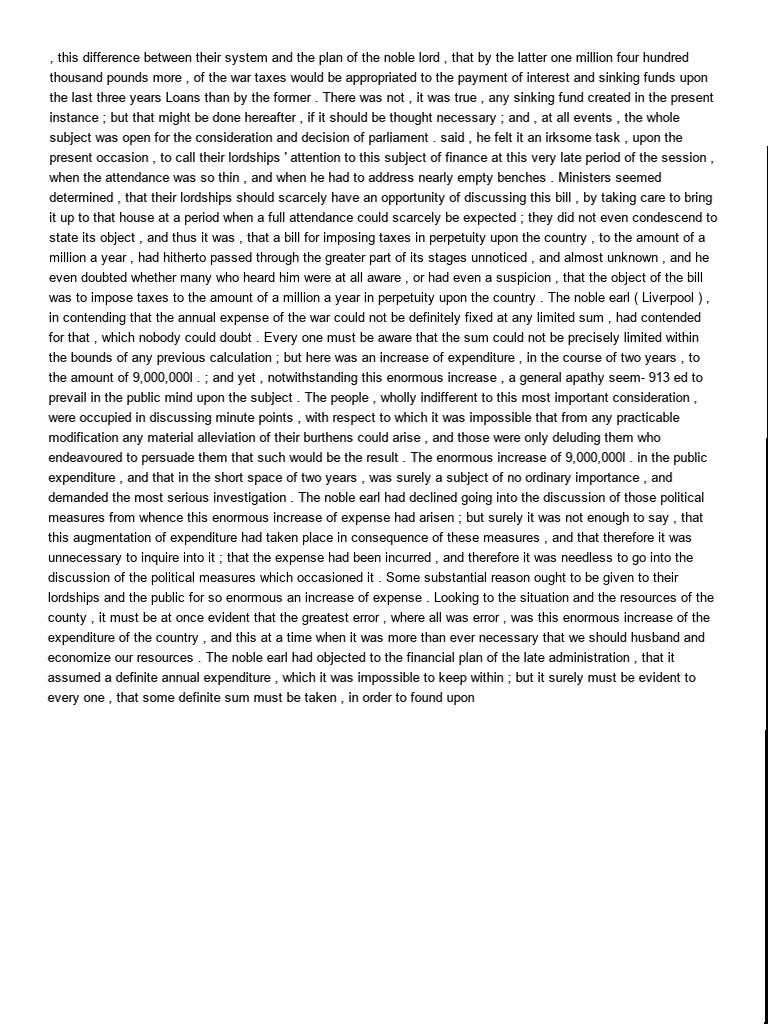 , this difference between their system and the plan of the noble lord , that by the latter one million four hundred
thousand pounds more , of the war taxes would be appropriated to the payment of interest and sinking funds upon
the last three years Loans than by the former . There was not , it was true , any sinking fund created in the present
instance ; but that might be done hereafter , if it should be thought necessary ; and , at all events , the whole
subject was open for the consideration and decision of parliament . said , he felt it an irksome task , upon the
present occasion , to call their lordships ' attention to this subject of finance at this very late period of the session ,
when the attendance was so thin , and when he had to address nearly empty benches . Ministers seemed
determined , that their lordships should scarcely have an opportunity of discussing this bill , by taking care to bring
it up to that house at a period when a full attendance could scarcely be expected ; they did not even condescend to
state its object , and thus it was , that a bill for imposing taxes in perpetuity upon the country , to the amount of a
million a year , had hitherto passed through the greater part of its stages unnoticed , and almost unknown , and he
even doubted whether many who heard him were at all aware , or had even a suspicion , that the object of the bill
was to impose taxes to the amount of a million a year in perpetuity upon the country . The noble earl ( Liverpool ) ,
in contending that the annual expense of the war could not be definitely fixed at any limited sum , had contended
for that , which nobody could doubt . Every one must be aware that the sum could not be precisely limited within
the bounds of any previous calculation ; but here was an increase of expenditure , in the course of two years , to
the amount of 9,000,000l . ; and yet , notwithstanding this enormous increase , a general apathy seem- 913 ed to
prevail in the public mind upon the subject . The people , wholly indifferent to this most important consideration ,
were occupied in discussing minute points , with respect to which it was impossible that from any practicable
modification any material alleviation of their burthens could arise , and those were only deluding them who
endeavoured to persuade them that such would be the result . The enormous increase of 9,000,000l . in the public
expenditure , and that in the short space of two years , was surely a subject of no ordinary importance , and
demanded the most serious investigation . The noble earl had declined going into the discussion of those political
measures from whence this enormous increase of expense had arisen ; but surely it was not enough to say , that
this augmentation of expenditure had taken place in consequence of these measures , and that therefore it was
unnecessary to inquire into it ; that the expense had been incurred , and therefore it was needless to go into the
discussion of the political measures which occasioned it . Some substantial reason ought to be given to their
lordships and the public for so enormous an increase of expense . Looking to the situation and the resources of the
county , it must be at once evident that the greatest error , where all was error , was this enormous increase of the
expenditure of the country , and this at a time when it was more than ever necessary that we should husband and
economize our resources . The noble earl had objected to the financial plan of the late administration , that it
assumed a definite annual expenditure , which it was impossible to keep within ; but it surely must be evident to
every one , that some definite sum must be taken , in order to found upon